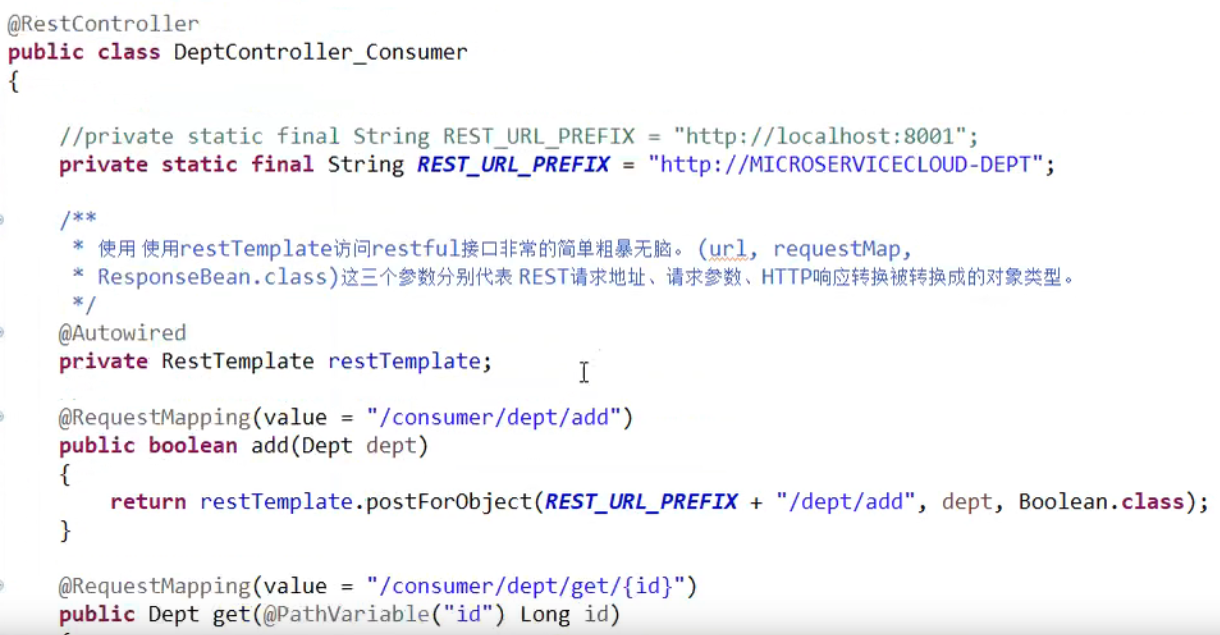 @RestController
public class DeptController_Consumer
{
//private static final String REST_URL_PREFIX = "http://localhost:8001";
private static final String REST_URL_PREFIX = "http://MICROSERVICECLOUD-DEPT";
/**
* 使用 使用restTemplate访问restful接口非常的简单粗暴无脑。(url, requestMap,
* ResponseBean.class)这三个参数分别代表 REST请求地址、请求参数、HTTP响应转换被转换成的对象类型。
*/
@Autowired
private RestTemplate restTemplate;
@RequestMapping(value = "/consumer/dept/add")
public boolean add(Dept dept)
{
return restTemplate.postForObject(REST_URL_PREFIX + "/dept/add", dept, Boolean.class);
}
@RequestMapping(value = "/consumer/dept/get/{id}")
public Dept get(@PathVariable("id") Long id)